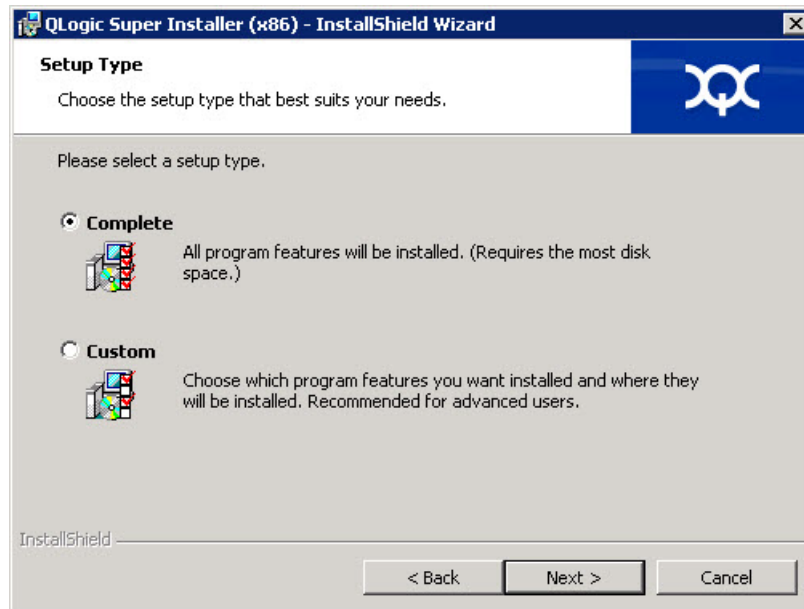 QLogic Super Installer (x86) - InstallShield Wizard
Setup Type
Choose the setup type that best suits your needs.
Please select a setup type.
Complete
All program features will be installed. (Requires the most disk
space.)
Custom
Choose which program features you want installed and where they
will be installed. Recommended for advanced users.
InstallShield
< Back
Next >
Cancel